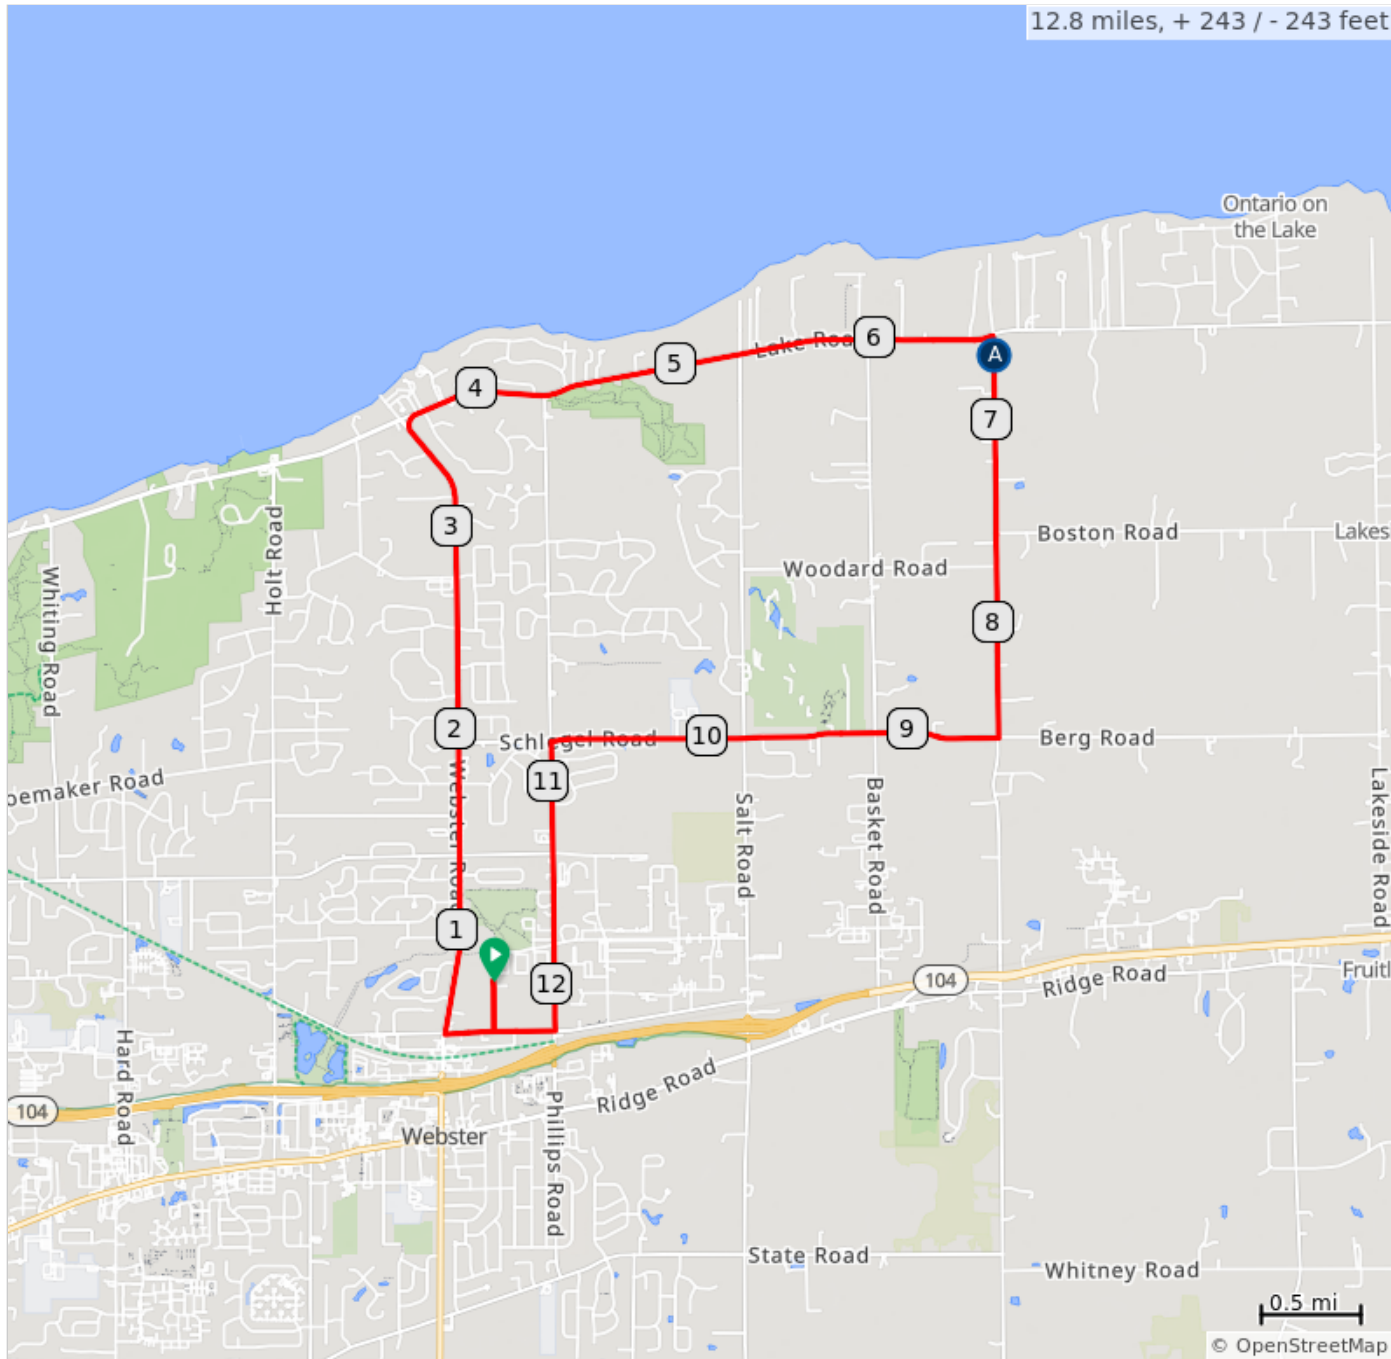 12.8 miles, + 243 / - 243 feet
Ontario on
the Lake
Lake Roa
6
A
5
4
7
3
Holt Road
Boston Road
Lakes
Woodard Road
Whiting Road
8
2
Schlegel Road
10
9
Berg Road
oemaker Road
11
Webster Road
Salt Road
Basket Road
Lakeside Road
1
12
104
Ridge Road
Fruitl
Hard Road
104
Ridge Road
Webster
Phillips Road
State Road
Whitney Road
0.5 mi
© OpenStreetMap